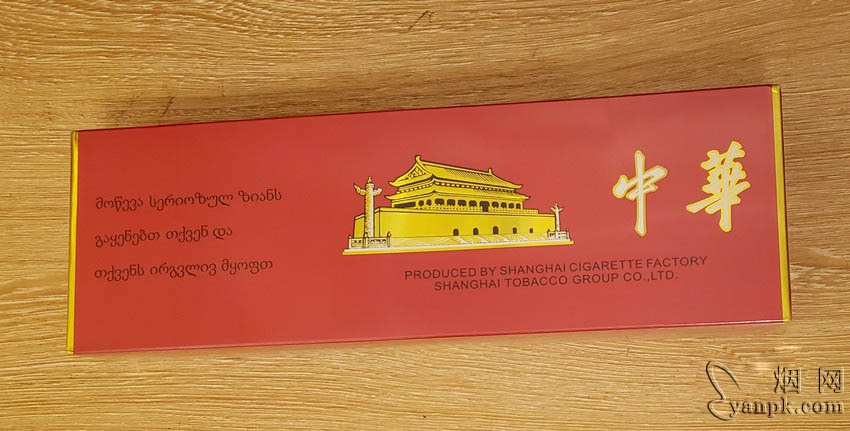 მოწევა სერიოზულ ზიანს
გაყენებთ თქვენ და
თქვენს ირგვლივ მყოფთ
中華
PRODUCED BY SHANGHAI CIGARETTE FACTORY
SHANGHAI TOBACCO GROUP CO.,LTD.
烟网
yanpk.com